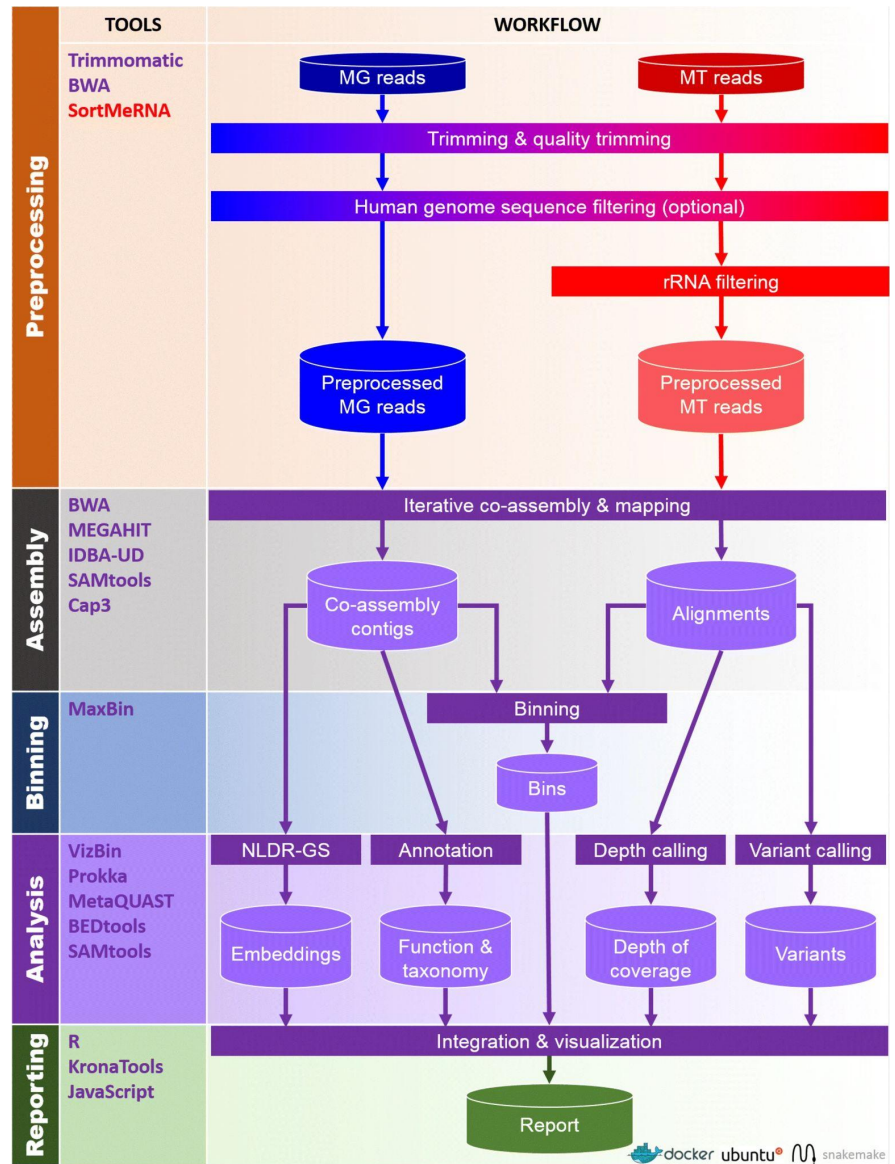 TOOLS
WORKFLOW
Preprocessing
Trimmomatic
BWA
SortMeRNA
MG reads
MT reads
Trimming & quality trimming
Human genome sequence filtering (optional)
rRNA filtering
Preprocessed
MG reads
Preprocessed
MT reads
Assembly
BWA
MEGAHIT
IDBA-UD
SAMtools
Cap3
Iterative co-assembly & mapping
Co-assembly
contigs
Alignments
Binning
MaxBin
Binning
Bins
Analysis
VizBin
Prokka
MetaQUAST
BEDtools
SAMtools
NLDR-GS
Annotation
Depth calling
Variant calling
Embeddings
Function &
taxonomy
Depth of
coverage
Variants
Reporting
R
KronaTools
JavaScript
Integration & visualization
Report
docker
ubuntu
snakemake